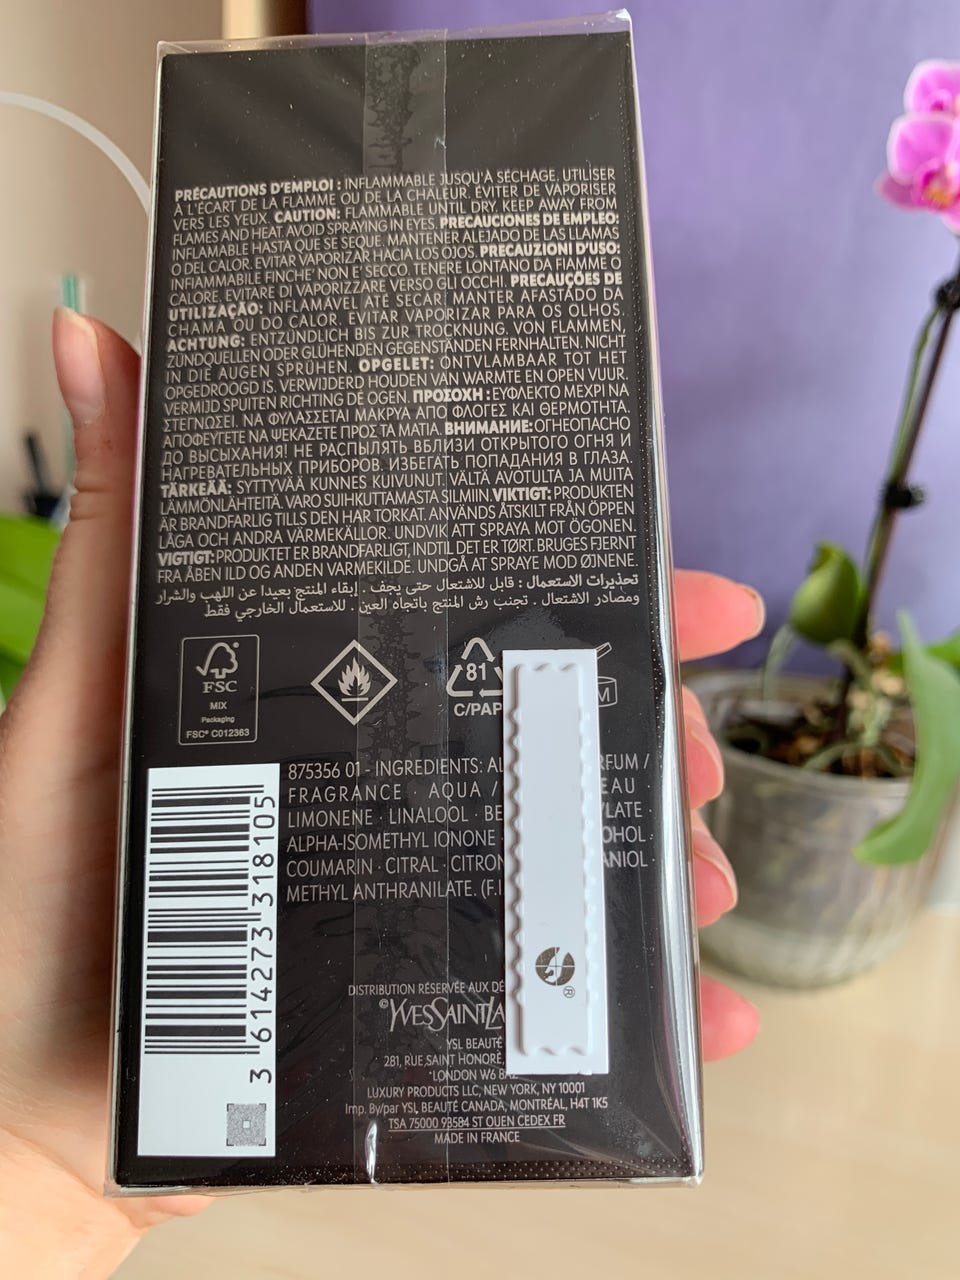 PRÉCAUTIONS D'EMPLOI : INFLAMMABLE JUSQU'À SÉCHAGE. UTILISER
À L'ÉCART DE LA FLAMME OU DE LA CHALEUR. ÉVITER DE VAPORISER
VERS LES YEUX. CAUTION: FLAMMABLE UNTIL DRY. KEEP AWAY FROM
FLAMES AND HEAT. AVOID SPRAYING IN EYES. PRECAUCIONES DE EMPLEO:
INFLAMABLE HASTA QUE SE SEQUE. MANTENER ALEJADO DE LAS LLAMAS
O DEL CALOR. EVITAR VAPORIZAR HACIA LOS OJOS. PRECAUZIONI D'USO:
INFIAMMABILE FINCHE' NON E' SECCO. TENERE LONTANO DA FIAMME O
CALORE. EVITARE DI VAPORIZZARE VERSO GLI OCCHI. PRECAUÇÕES DE
UTILIZAÇÃO: INFLAMÁVEL ATÉ SECAR. MANTER AFASTADO DA
CHAMA OU DO CALOR. EVITAR VAPORIZAR PARA OS OLHOS.
ACHTUNG: ENTZÜNDLICH BIS ZUR TROCKNUNG. VON FLAMMEN,
ZÜNDQUELLEN ODER GLÜHENDEN GEGENSTÄNDEN FERNHALTEN. NICHT
IN DIE AUGEN SPRÜHEN. OPGELET: ONTVLAMBAAR TOT HET
OPGEDROOGD IS. VERWIJDERD HOUDEN VAN WARMTE EN OPEN VUUR.
VERMIJD SPUITEN RICHTING DE OGEN. ΠΡΟΣΟΧΗ : ΕΥΦΛΕΚΤΟ ΜΕΧΡΙ ΝΑ
ΣΤΕΓΝΩΣΕΙ. ΝΑ ΦΥΛΑΣΣΕΤΑΙ ΜΑΚΡΥΑ ΑΠΟ ΦΛΟΓΕΣ ΚΑΙ ΘΕΡΜΟΤΗΤΑ.
ΑΠΟΦΕΥΓΕΤΕ ΝΑ ΨΕΚΑΖΕΤΕ ΠΡΟΣ ΤΑ ΜΑΤΙΑ. ВНИМАНИЕ: ОГНЕОПАСНО
ДО ВЫСЫХАНИЯ! НЕ РАСПЫЛЯТЬ ВБЛИЗИ ОТКРЫТОГО ОГНЯ И
НАГРЕВАТЕЛЬНЫХ ПРИБОРОВ. ИЗБЕГАТЬ ПОПАДАНИЯ В ГЛАЗА.
TÄRKEÄÄ: SYTTYVÄÄ KUNNES KUIVUNUT. VÄLTÄ AVOTULTA JA MUITA
LÄMMÖNLÄHTEITÄ. VARO SUIHKUTTAMASTA SILMIIN. VIKTIGT: PRODUKTEN
ÄR BRANDFARLIG TILLS DEN HAR TORKAT. ANVÄNDS ÅTSKILT FRÅN ÖPPEN
LÅGA OCH ANDRA VÄRMEKÄLLOR. UNDVIK ATT SPRAYA MOT ÖGONEN.
VIGTIGT: PRODUKTET ER BRANDFARLIGT, INDTIL DET ER TØRT. BRUGES FJERNT
FRA ÅBEN ILD OG ANDEN VARMEKILDE. UNDGÅ AT SPRAYE MOD ØJNENE.
تحذيرات الاستعمال : قابل للاشتعال حتى يجف . إبقاء المنتج بعيدا عن اللهب والشرار
ومصادر الاشتعال . تجنب رش المنتج باتجاه العين . للاستعمال الخارجي فقط
FSC
MIX
Packaging
FSC® C012363
81
C/PAP
M
875356 01 - INGREDIENTS: AL RFUM /
FRAGRANCE · AQUA / EAU ·
LIMONENE · LINALOOL · BE YLATE
ALPHA-ISOMETHYL IONONE · OHOL ·
COUMARIN · CITRAL · CITRON ANIOL ·
METHYL ANTHRANILATE. (F.I
3 614273 318105
DISTRIBUTION RÉSERVÉE AUX DÉ
©YVESSAINTLA
YSL BEAUTÉ
281, RUE SAINT HONORÉ,
LONDON W6 8AZ
LUXURY PRODUCTS LLC, NEW YORK, NY 10001
Imp. By/par YSL BEAUTÉ CANADA, MONTRÉAL, H4T 1K5
TSA 75000 93584 ST OUEN CEDEX FR
MADE IN FRANCE
®